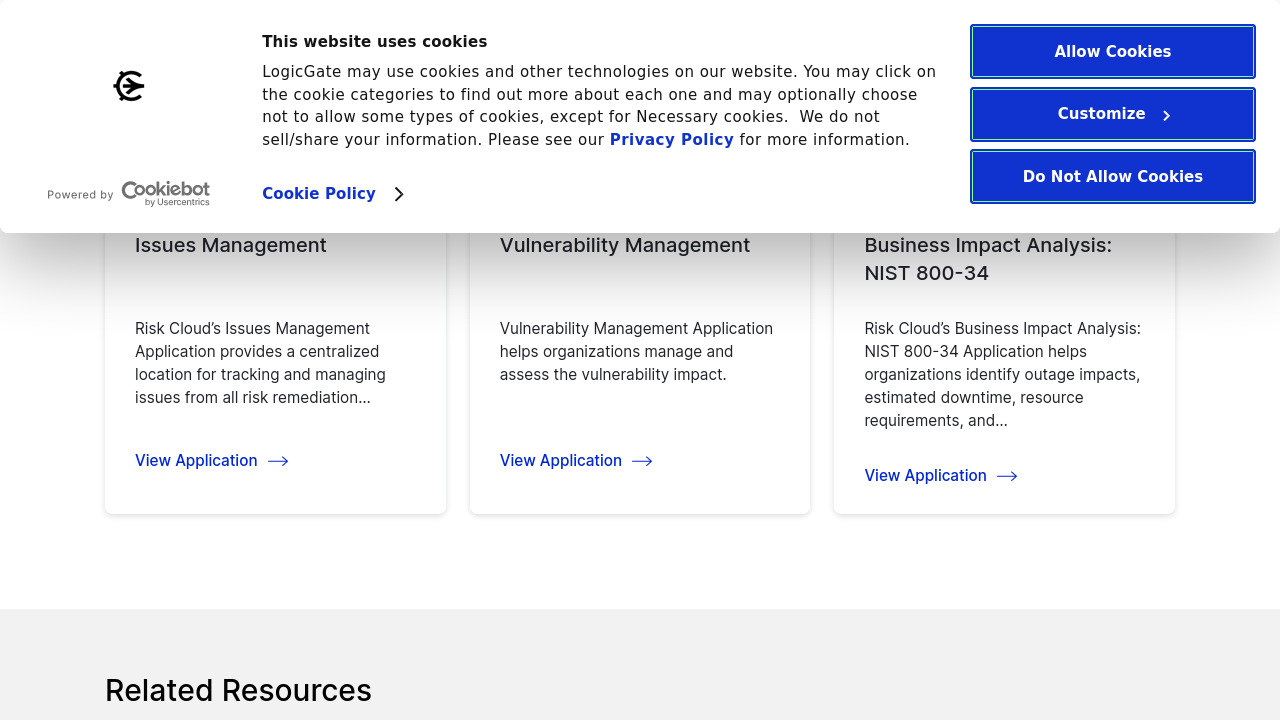 This website uses cookies
LogicGate may use cookies and other technologies on our website. You may click on
the cookie categories to find out more about each one and may optionally choose
not to allow some types of cookies, except for Necessary cookies.  We do not
sell/share your information. Please see our Privacy Policy for more information.
Cookie Policy
Powered by Cookiebot
by Usercentrics
Allow Cookies
Customize
Do Not Allow Cookies
Issues Management
Risk Cloud’s Issues Management
Application provides a centralized
location for tracking and managing
issues from all risk remediation...
View Application
Vulnerability Management
Vulnerability Management Application
helps organizations manage and
assess the vulnerability impact.
View Application
Business Impact Analysis:
NIST 800-34
Risk Cloud’s Business Impact Analysis:
NIST 800-34 Application helps
organizations identify outage impacts,
estimated downtime, resource
requirements, and...
View Application
Related Resources